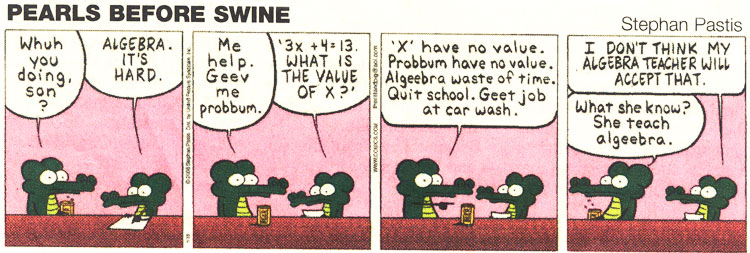 PEARLS BEFORE SWINE
Stephan Pastis
Whuh
you
doing,
son
?
ALGEBRA.
IT'S
HARD.
Me
help.
Geev
me
probbum.
'3x +4=13.
WHAT IS
THE VALUE
OF X?'
'X' have no value.
Probbum have no value.
Algeebra waste of time.
Quit school. Geet job
at car wash.
I DON'T THINK MY
ALGEBRA TEACHER WILL
ACCEPT THAT.
What she know?
She teach
algeebra.